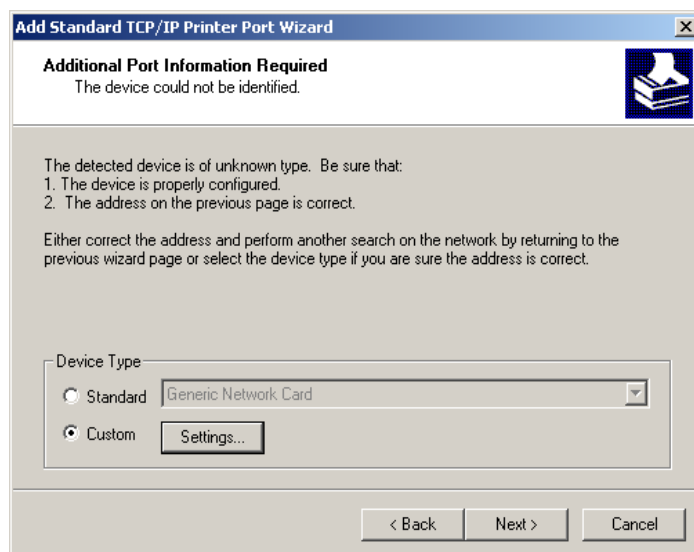 Add Standard TCP/IP Printer Port Wizard
Additional Port Information Required
The device could not be identified.
The detected device is of unknown type. Be sure that:
1. The device is properly configured.
2. The address on the previous page is correct.
Either correct the address and perform another search on the network by returning to the
previous wizard page or select the device type if you are sure the address is correct.
Device Type
Standard Generic Network Card
Custom Settings...
< Back Next > Cancel